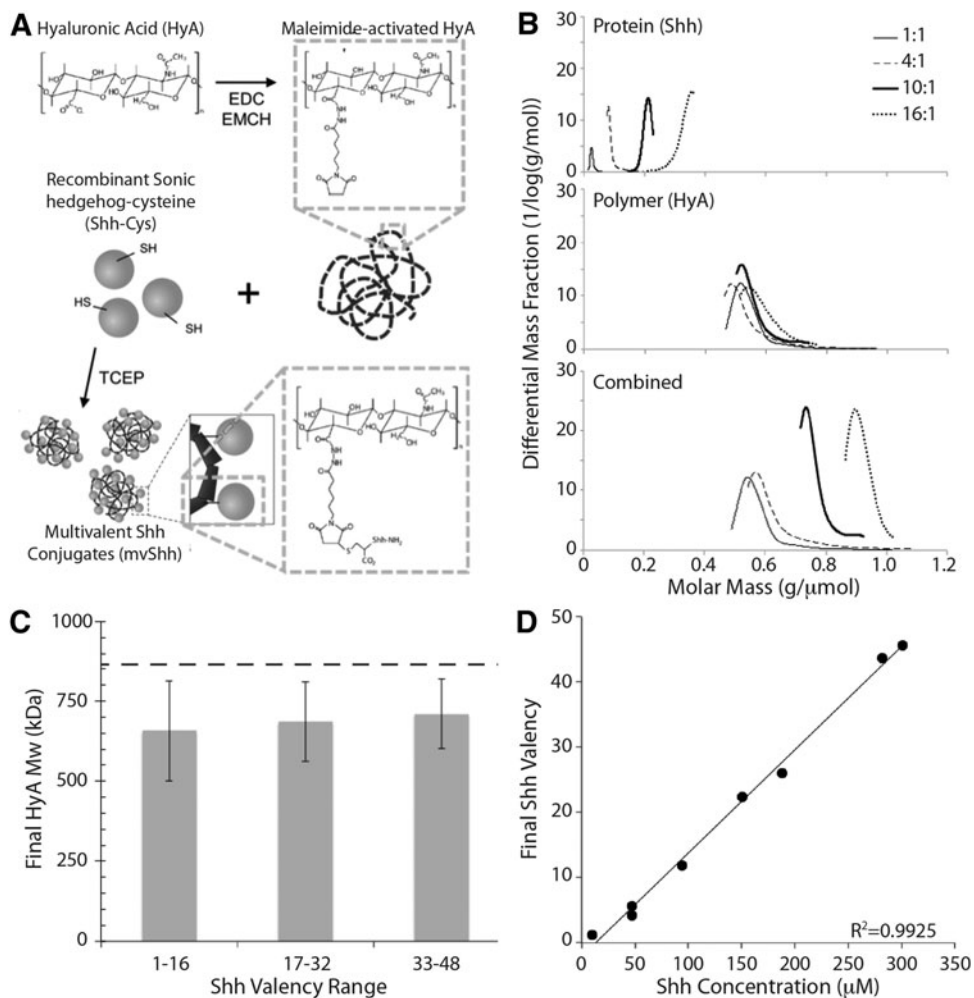 A
Hyaluronic Acid (HyA)
Maleimide-activated HyA
EDC
EMCH
Recombinant Sonic
hedgehog-cysteine
(Shh-Cys)
SH
HS
SH
+
TCEP
Multivalent Shh
Conjugates (mvShh)
Shh-NH2
CO2
B
Protein (Shh)
1:1
4:1
10:1
16:1
30
20
10
0
Polymer (HyA)
30
20
10
0
Combined
30
20
10
0
Differential Mass Fraction (1/log(g/mol))
0 0.2 0.4 0.6 0.8 1.0 1.2
Molar Mass (g/μmol)
C
Final HyA Mw (kDa)
1000
750
500
250
0
1-16 17-32 33-48
Shh Valency Range
D
Final Shh Valency
50
40
30
20
10
0
R2=0.9925
0 50 100 150 200 250 300 350
Shh Concentration (μM)